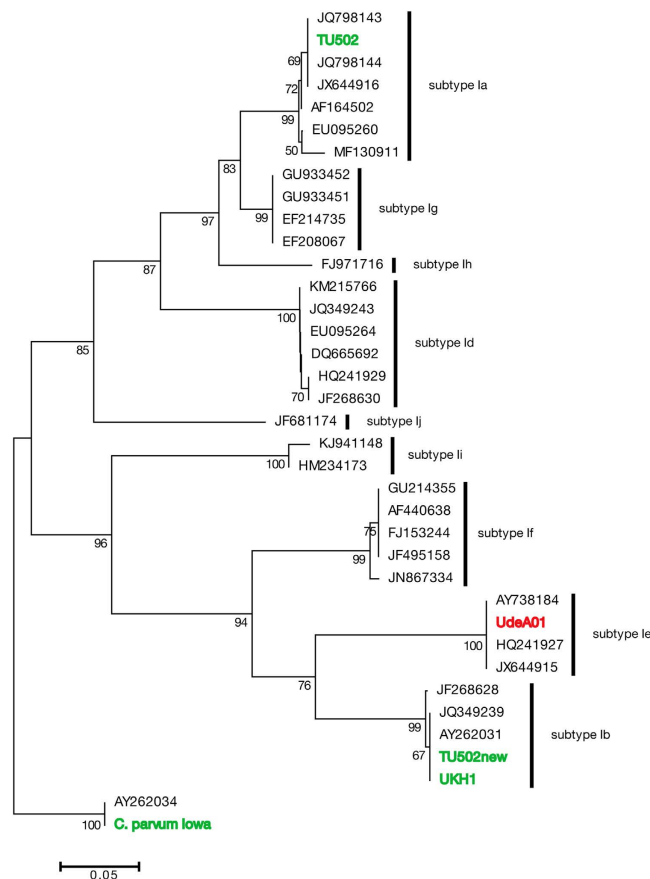 JQ798143
TU502
69
JQ798144
72
JX644916
subtype Ia
AF164502
99
EU095260
50
MF130911
83
GU933452
GU933451
subtype Ig
97
99
EF214735
EF208067
87
FJ971716
subtype Ih
KM215766
100
JQ349243
EU095264
subtype Id
85
DQ665692
HQ241929
70
JF268630
JF681174
subtype Ij
KJ941148
subtype Ii
100
HM234173
GU214355
AF440638
75
FJ153244
subtype If
96
99
JF495158
JN867334
AY738184
94
UdeA01
subtype Ie
100
HQ241927
JX644915
76
JF268628
JQ349239
99
AY262031
subtype Ib
67
TU502new
UKH1
AY262034
100
C. parvum Iowa
0.05